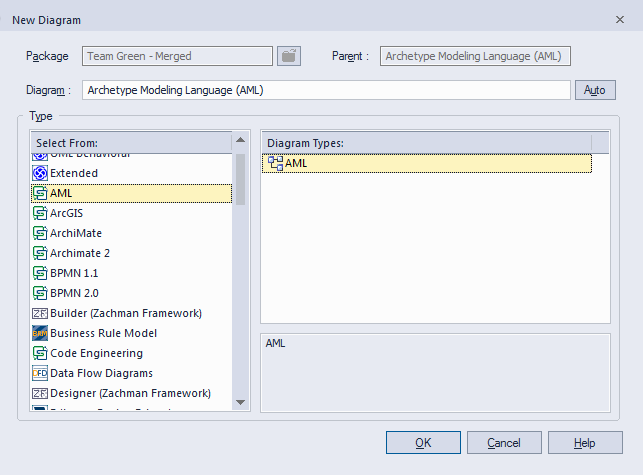 New Diagram
Package Team Green - Merged Parent : Archetype Modeling Language (AML)
Diagram: Archetype Modeling Language (AML) Auto
Type
Select From:
UML Behavioral
Extended
AML
ArcGIS
ArchiMate
Archimate 2
BPMN 1.1
BPMN 2.0
Builder (Zachman Framework)
Business Rule Model
Code Engineering
Data Flow Diagrams
Designer (Zachman Framework)
Diagram Types:
AML
AML
OK Cancel Help